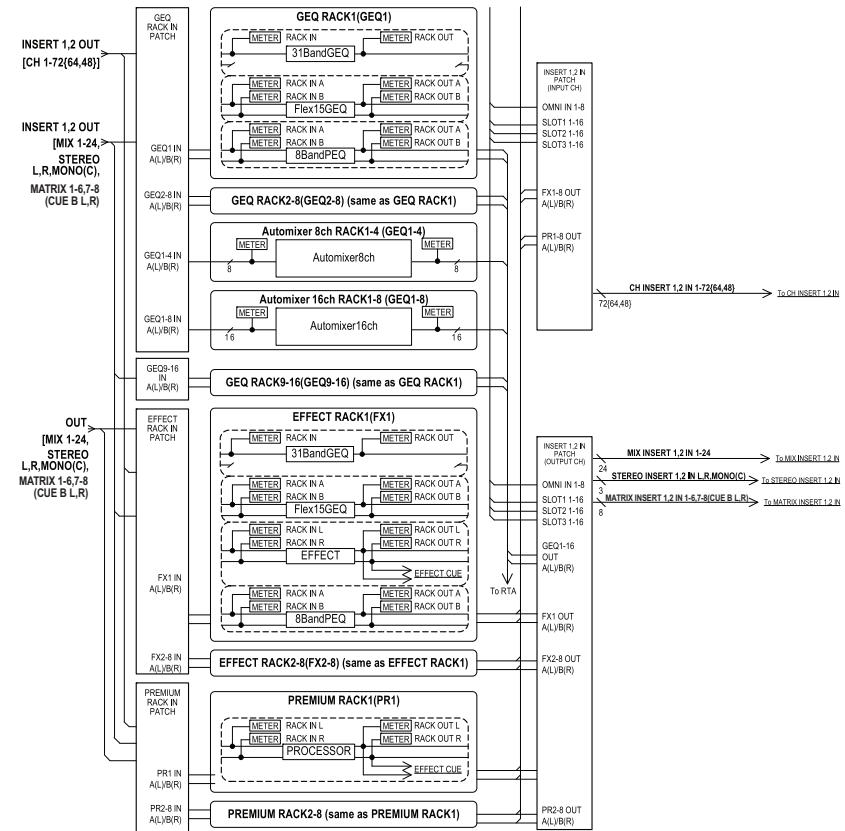 INSERT 1,2 OUT
[CH 1-72{64,48}]
INSERT 1,2 OUT
[MIX 1-24,
STEREO
L,R,MONO(C),
MATRIX 1-6,7-8
(CUE B L,R)
OUT
[MIX 1-24,
STEREO
L,R,MONO(C),
MATRIX 1-6,7-8
(CUE B L,R)
GEQ
RACK IN
PATCH
GEQ1 IN
A(L)/B(R)
GEQ2-8 IN
A(L)/B(R)
GEQ1-4 IN
A(L)/B(R)
GEQ1-8 IN
A(L)/B(R)
GEQ9-16
IN
A(L)/B(R)
EFFECT
RACK IN
PATCH
FX1 IN
A(L)/B(R)
FX2-8 IN
A(L)/B(R)
PREMIUM
RACK IN
PATCH
PR1 IN
A(L)/B(R)
PR2-8 IN
A(L)/B(R)
GEQ RACK1(GEQ1)
METER RACK IN METER RACK OUT
31BandGEQ
METER RACK IN A METER RACK OUT A
METER RACK IN B METER RACK OUT B
Flex15GEQ
METER RACK IN A METER RACK OUT A
METER RACK IN B METER RACK OUT B
8BandPEQ
GEQ RACK2-8(GEQ2-8) (same as GEQ RACK1)
Automixer 8ch RACK1-4 (GEQ1-4)
METER METER
Automixer8ch
8 8
Automixer 16ch RACK1-8 (GEQ1-8)
METER METER
Automixer16ch
16 16
GEQ RACK9-16(GEQ9-16) (same as GEQ RACK1)
EFFECT RACK1(FX1)
METER RACK IN METER RACK OUT
31BandGEQ
METER RACK IN A METER RACK OUT A
METER RACK IN B METER RACK OUT B
Flex15GEQ
METER RACK IN L METER RACK OUT L
METER RACK IN R METER RACK OUT R
EFFECT
EFFECT CUE
METER RACK IN A METER RACK OUT A
METER RACK IN B METER RACK OUT B
8BandPEQ
EFFECT RACK2-8(FX2-8) (same as EFFECT RACK1)
PREMIUM RACK1(PR1)
METER RACK IN L METER RACK OUT L
METER RACK IN R METER RACK OUT R
PROCESSOR
EFFECT CUE
PREMIUM RACK2-8 (same as PREMIUM RACK1)
To RTA
INSERT 1,2 IN
PATCH
(INPUT CH)
OMNI IN 1-8
SLOT1 1-16
SLOT2 1-16
SLOT3 1-16
FX1-8 OUT
A(L)/B(R)
PR1-8 OUT
A(L)/B(R)
CH INSERT 1,2 IN 1-72{64,48}
72{64,48}
To CH INSERT 1,2 IN
INSERT 1,2 IN
PATCH
(OUTPUT CH)
OMNI IN 1-8
SLOT1 1-16
SLOT2 1-16
SLOT3 1-16
GEQ1-16
OUT
A(L)/B(R)
FX1 OUT
A(L)/B(R)
FX2-8 OUT
A(L)/B(R)
PR2-8 OUT
A(L)/B(R)
MIX INSERT 1,2 IN 1-24
24
To MIX INSERT 1,2 IN
STEREO INSERT 1,2 IN L,R,MONO(C)
3
To STEREO INSERT 1,2 IN
MATRIX INSERT 1,2 IN 1-6,7-8(CUE B L,R)
8
To MATRIX INSERT 1,2 IN